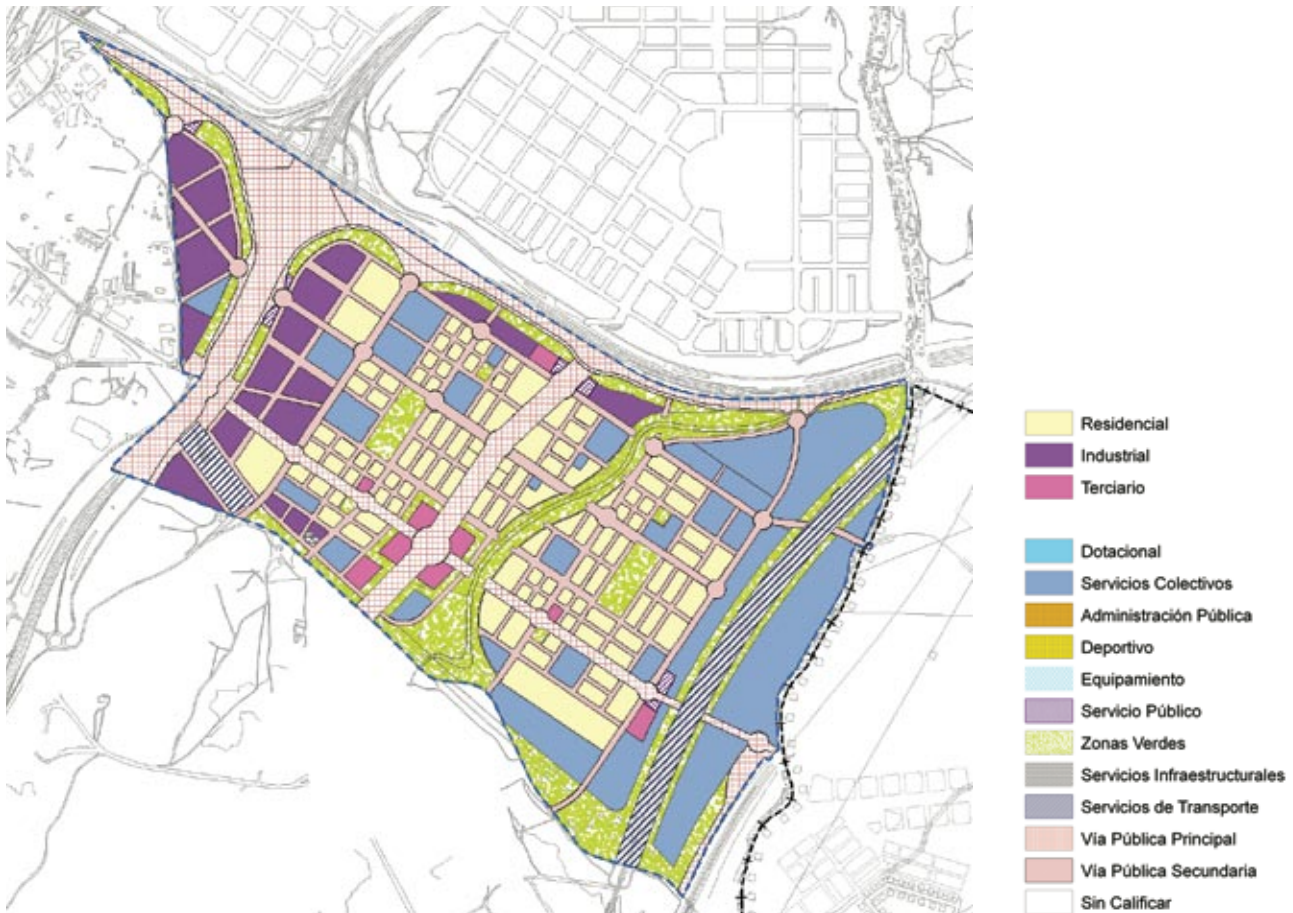 Residencial
Industrial
Terciario
Dotacional
Servicios Colectivos
Administración Pública
Deportivo
Equipamiento
Servicio Público
Zonas Verdes
Servicios Infraestructurales
Servicios de Transporte
Vía Pública Principal
Vía Pública Secundaria
Sin Calificar